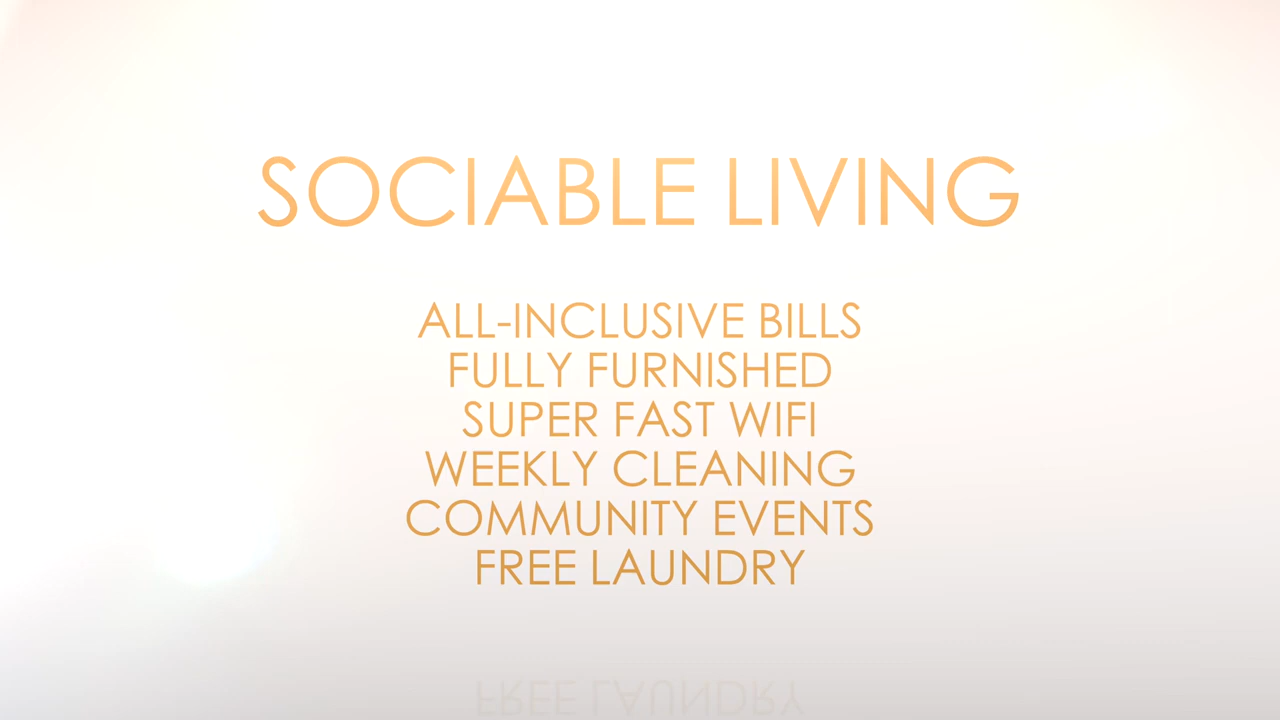 SOCIABLE LIVING
ALL-INCLUSIVE BILLS
FULLY FURNISHED
SUPER FAST WIFI
WEEKLY CLEANING
COMMUNITY EVENTS
FREE LAUNDRY